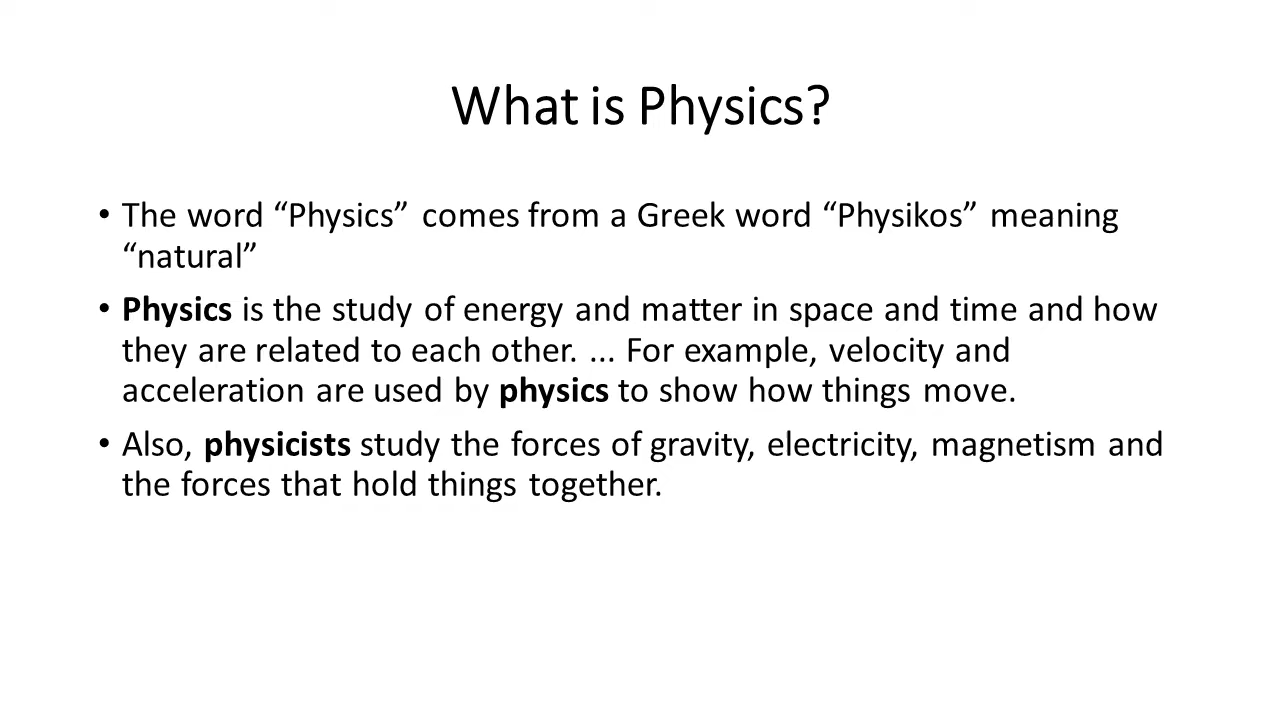 What is Physics?
• The word “Physics” comes from a Greek word “Physikos” meaning
“natural”
• Physics is the study of energy and matter in space and time and how
they are related to each other. ... For example, velocity and
acceleration are used by physics to show how things move.
• Also, physicists study the forces of gravity, electricity, magnetism and
the forces that hold things together.